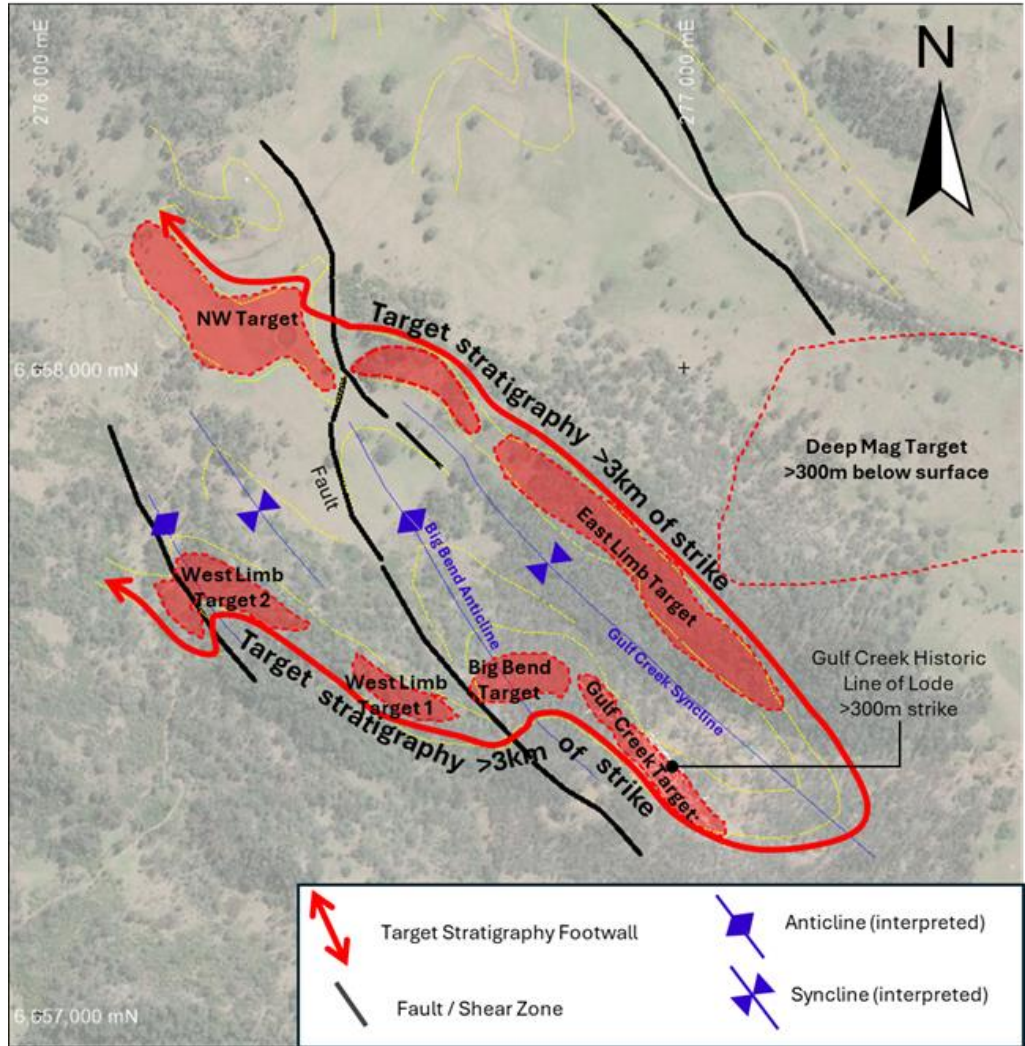 276,000 mE
277,000 mE
N
NW Target
Target stratigraphy >3km of strike
6,658,000 mN
Deep Mag Target
>300m below surface
Fault
Big Bend Anticline
East Limb Target
West Limb
Target 2
Gulf Creek Syncline
Gulf Creek Historic
Line of Lode
>300m strike
Big Bend
Target
West Limb
Target 1
Gulf Creek Target
Target stratigraphy >3km of strike
Target Stratigraphy Footwall
Anticline (interpreted)
Fault / Shear Zone
Syncline (interpreted)
6,657,000 mN